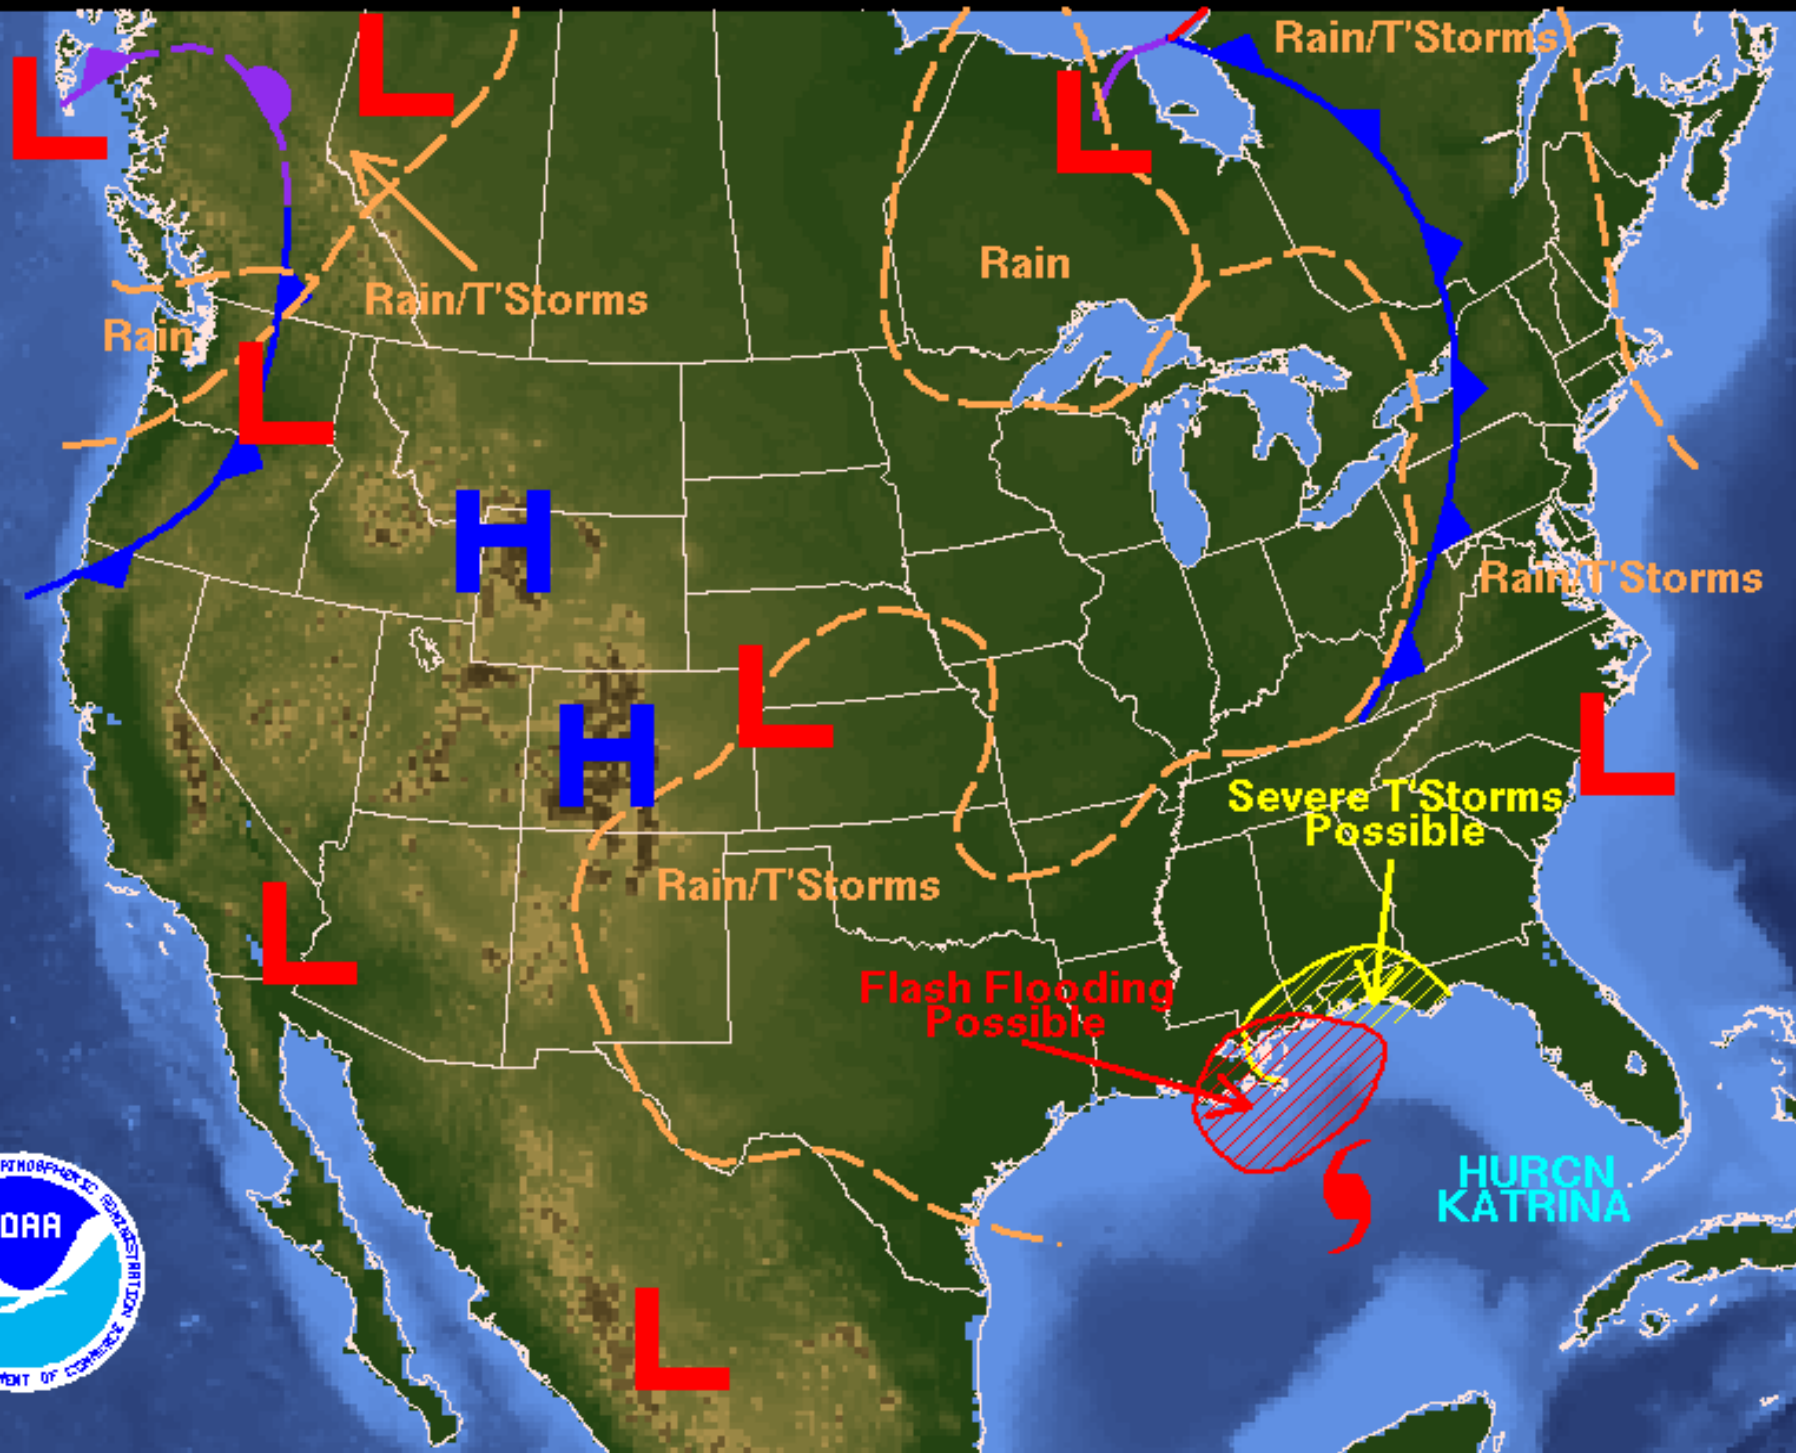 Rain/T'Storms
Rain
Rain/T'Storms
Rain
Rain/T'Storms
Severe T'Storms
Possible
Rain/T'Storms
Flash Flooding
Possible
HURCN
KATRINA
L
L
L
L
L
L
L
L
H
H